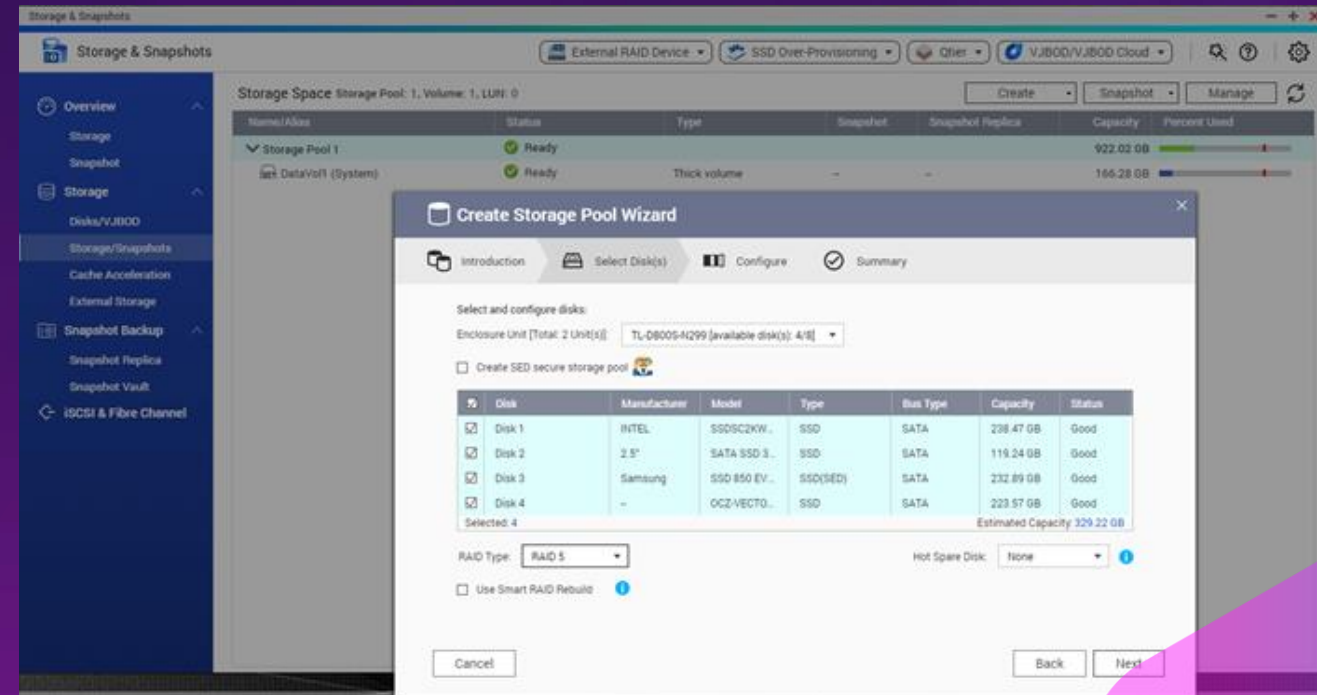 Storage & Snapshots
Storage & Snapshots
External RAID Device
SSD Over-Provisioning
Qtier
VJBOD/VJBOD Cloud
Overview
Storage
Snapshot
Storage
Disks/VJBOD
Storage/Snapshots
Cache Acceleration
External Storage
Snapshot Backup
Snapshot Replica
Snapshot Vault
iSCSI & Fibre Channel
Storage Space Storage Pool: 1, Volume: 1, LUN: 0
Create Snapshot Manage
Name/Alias Status Type Snapshot Snapshot Replica Capacity Percent Used
Storage Pool 1 Ready 922.02 GB
DataVol1 (System) Ready Thick volume - - 166.28 GB
Create Storage Pool Wizard
Introduction Select Disk(s) Configure Summary
Select and configure disks:
Enclosure Unit [Total: 2 Unit(s)]: TL-D800S-N299 [available disk(s): 4/8]
Create SED secure storage pool
Disk Manufacturer Model Type Bus Type Capacity Status
Disk 1 INTEL SSDSC2KW... SSD SATA 238.47 GB Good
Disk 2 2.5" SATA SSD 3... SSD SATA 119.24 GB Good
Disk 3 Samsung SSD 850 EV... SSD(SED) SATA 232.89 GB Good
Disk 4 - OCZ-VECTO... SSD SATA 223.57 GB Good
Selected: 4 Estimated Capacity: 329.22 GB
RAID Type: RAID 5 Hot Spare Disk: None
Use Smart RAID Rebuild
Cancel Back Next